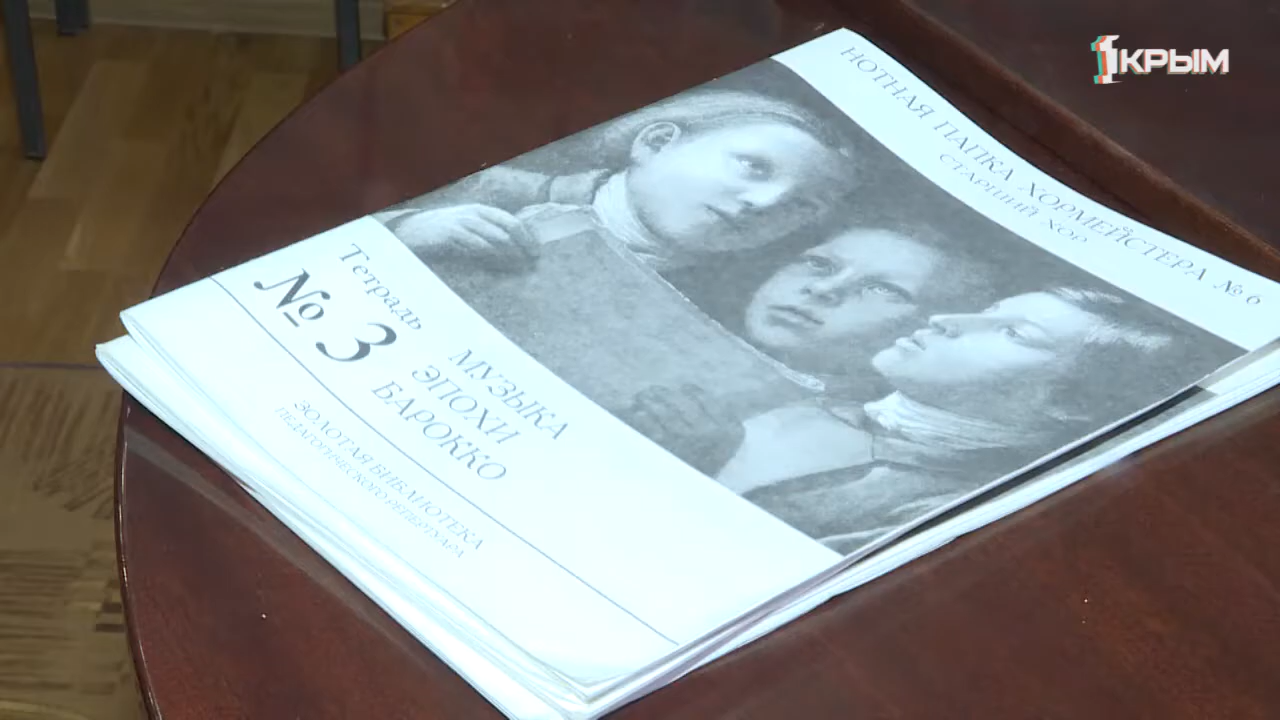 1КРЫМ
НОТНАЯ ПАПКА ХОРМЕЙСТЕРА № 6
СТАРШИЙ ХОР
Тетрадь
№ 3
МУЗЫКА
ЭПОХИ
БАРОККО
ЗОЛОТАЯ БИБЛИОТЕКА
ПЕДАГОГИЧЕСКОГО РЕПЕРТУАРА